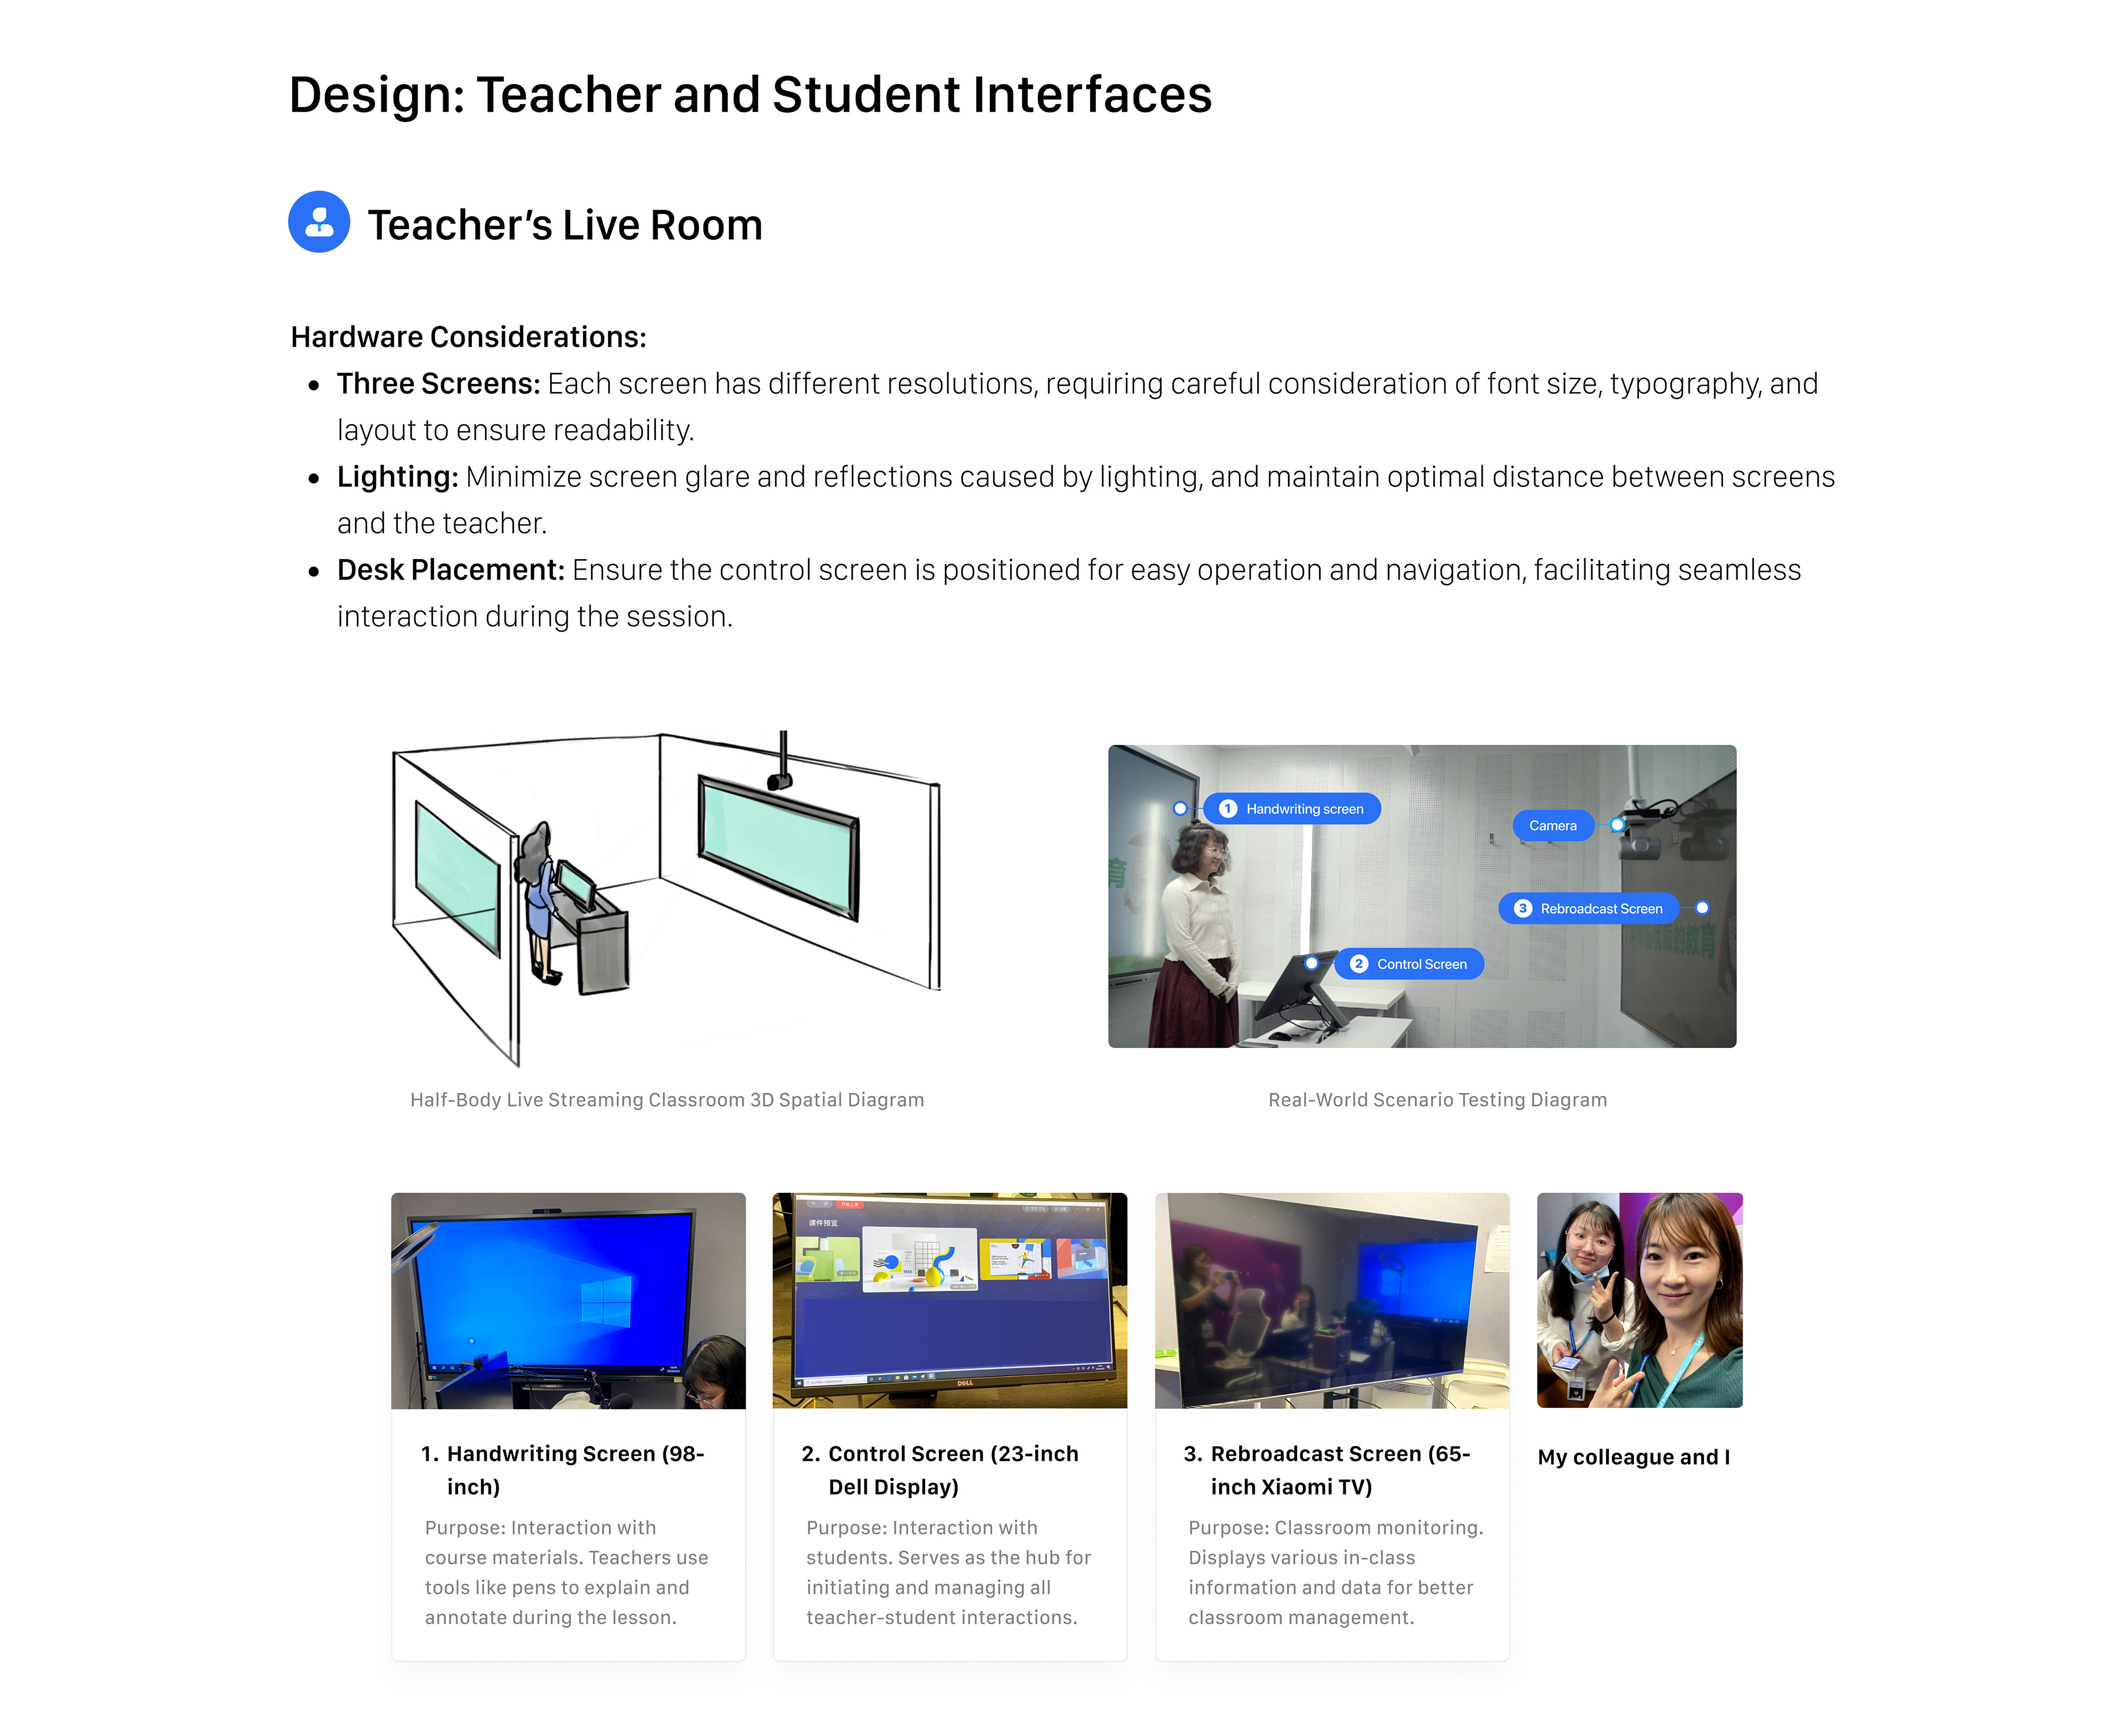 Design: Teacher and Student Interfaces
Teacher’s Live Room
Hardware Considerations:
• Three Screens: Each screen has different resolutions, requiring careful consideration of font size, typography, and
layout to ensure readability.
• Lighting: Minimize screen glare and reflections caused by lighting, and maintain optimal distance between screens
and the teacher.
• Desk Placement: Ensure the control screen is positioned for easy operation and navigation, facilitating seamless
interaction during the session.
1 Handwriting screen
Camera
3 Rebroadcast Screen
2 Control Screen
育
Half-Body Live Streaming Classroom 3D Spatial Diagram
Real-World Scenario Testing Diagram
课件预览
DELL
1. Handwriting Screen (98-
inch)
Purpose: Interaction with
course materials. Teachers use
tools like pens to explain and
annotate during the lesson.
2. Control Screen (23-inch
Dell Display)
Purpose: Interaction with
students. Serves as the hub for
initiating and managing all
teacher-student interactions.
3. Rebroadcast Screen (65-
inch Xiaomi TV)
Purpose: Classroom monitoring.
Displays various in-class
information and data for better
classroom management.
My colleague and I